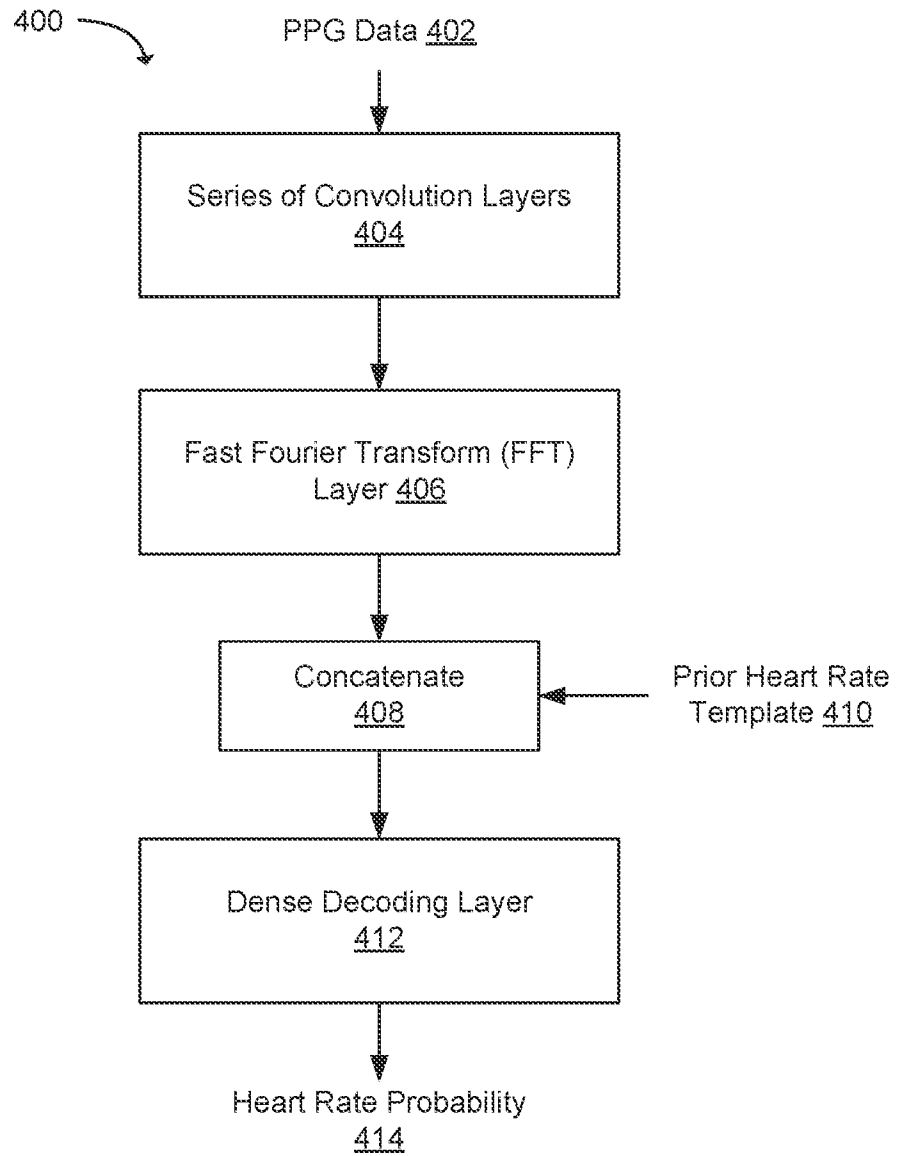 400
PPG Data 402
Series of Convolution Layers
404
Fast Fourier Transform (FFT)
Layer 406
Concatenate
408
Prior Heart Rate
Template 410
Dense Decoding Layer
412
Heart Rate Probability
414